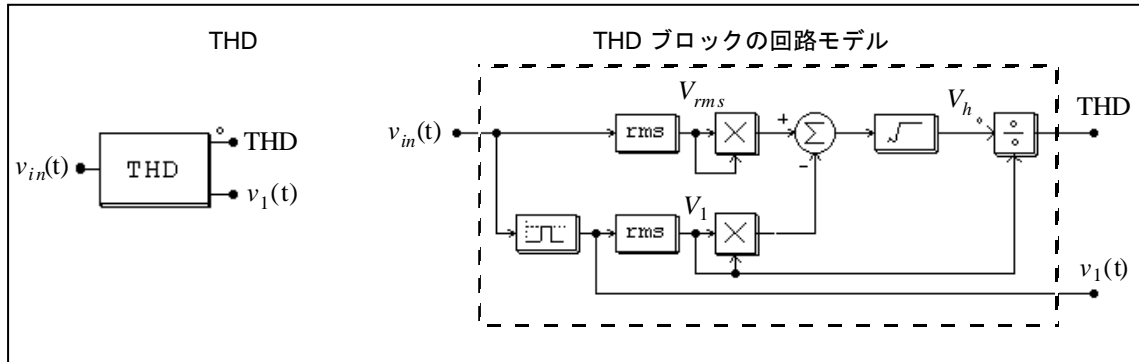 THD
THD ブロックの回路モデル
v_in(t)
THD
THD
v_1(t)
v_in(t)
rms
V_rms
×
+
Σ
-
√
V_h
÷
THD
rms
V_1
×
v_1(t)